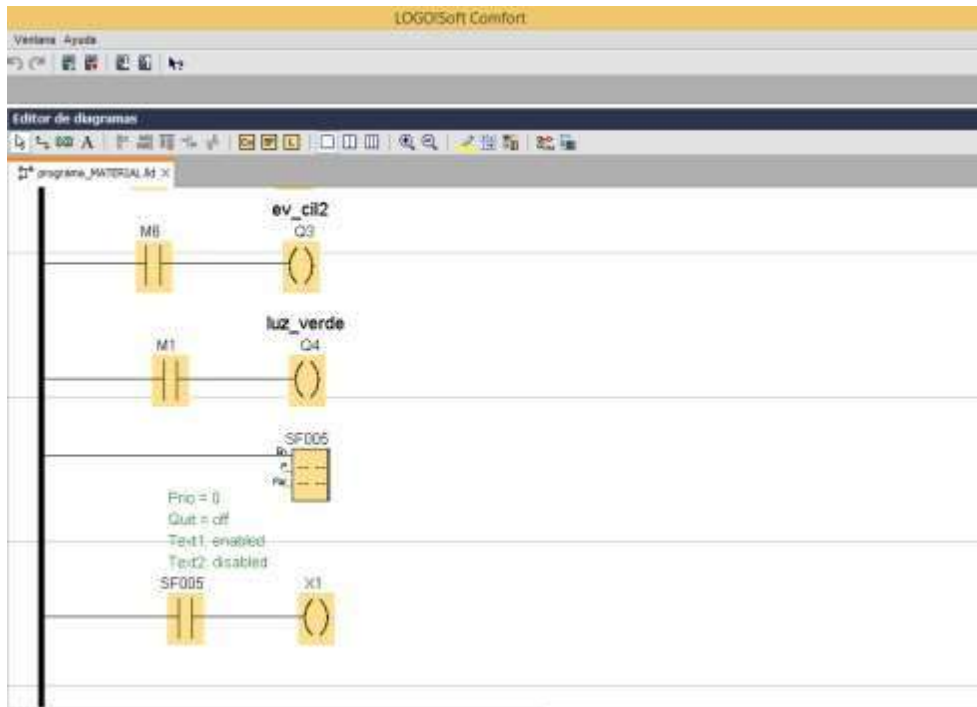 LOGO!Soft Comfort
Ventana Ayuda
Editor de diagramas
programa_MATERIAL.lld
ev_cil2
M6 Q3
luz_verde
M1 Q4
SF005
En
P
Par
Prio = 0
Quit = off
Text1: enabled
Text2: disabled
SF005 X1